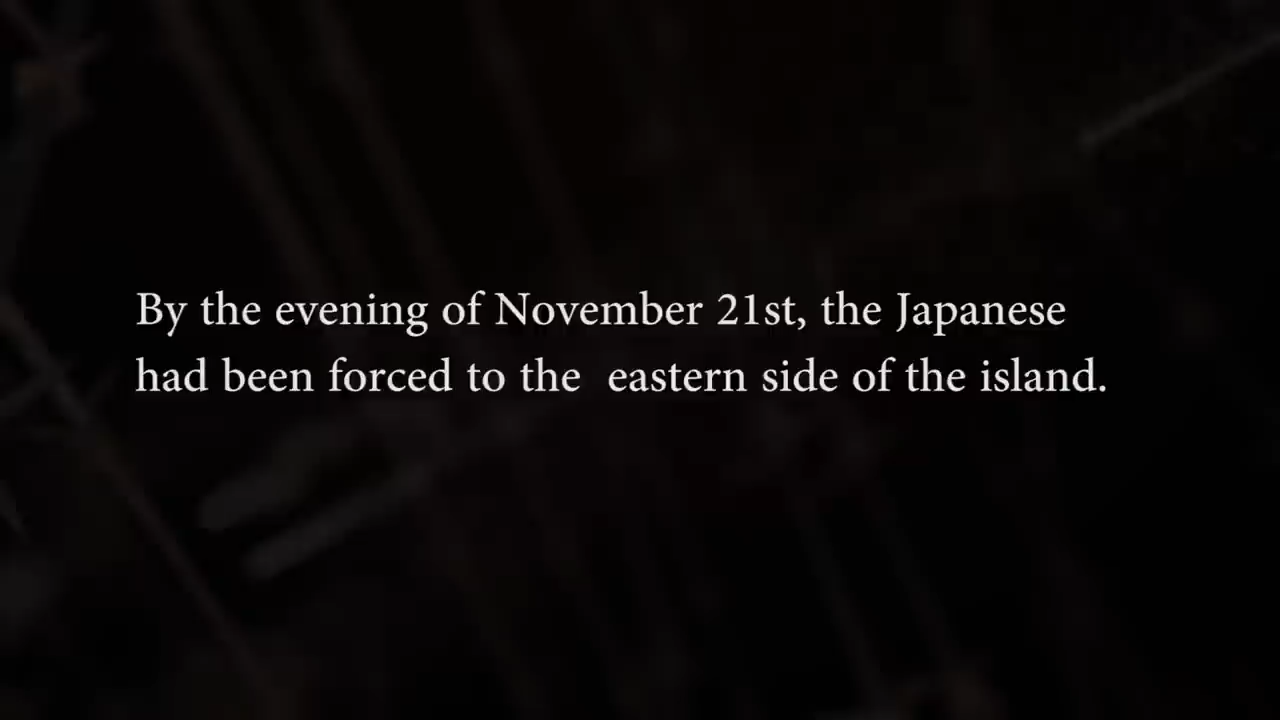 By the evening of November 21st, the Japanese
had been forced to the  eastern side of the island.